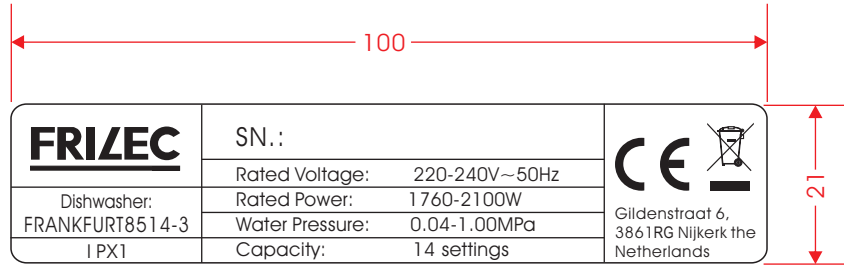 100
FRILEC
Dishwasher:
FRANKFURT8514-3
IPX1
SN.:
Rated Voltage: 220-240V~50Hz
Rated Power: 1760-2100W
Water Pressure: 0.04-1.00MPa
Capacity: 14 settings
CE
Gildenstraat 6,
3861RG Nijkerk the
Netherlands
21